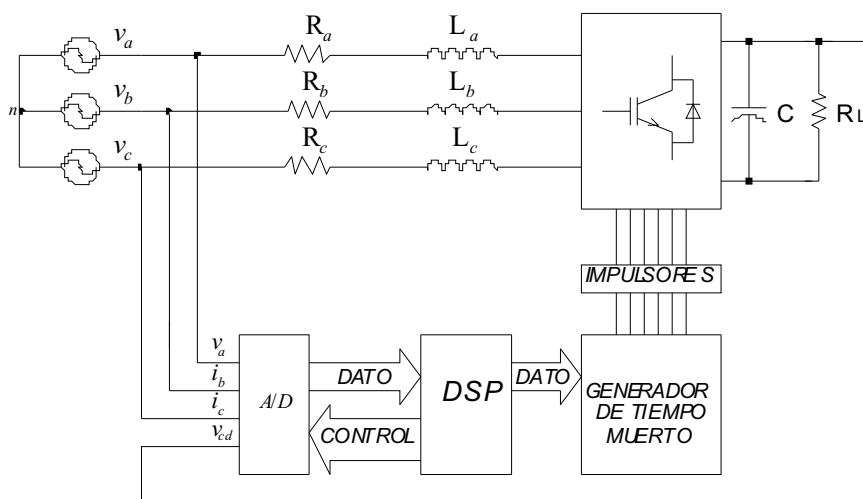 v_a R_a L_a
n v_b R_b L_b
C R_L
v_c R_c L_c
IMPULSORES
v_a
i_b
i_c
v_cd
A/D
DATO
CONTROL
DSP
DATO
GENERADOR
DE TIEMPO
MUERTO